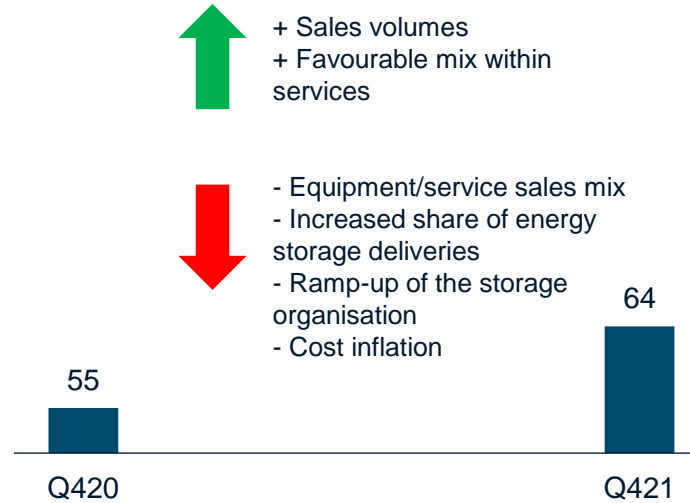 + Sales volumes
+ Favourable mix within
services
- Equipment/service sales mix
- Increased share of energy
storage deliveries
- Ramp-up of the storage
organisation
- Cost inflation
55
64
Q420
Q421